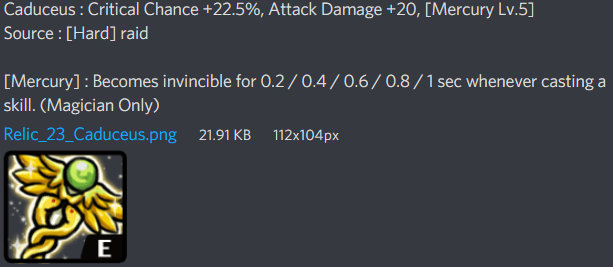 Caduceus : Critical Chance +22.5%, Attack Damage +20, [Mercury Lv.5]
Source : [Hard] raid
[Mercury] : Becomes invincible for 0.2 / 0.4 / 0.6 / 0.8 / 1 sec whenever casting a
skill. (Magician Only)
Relic_23_Caduceus.png 21.91 KB 112x104px
E